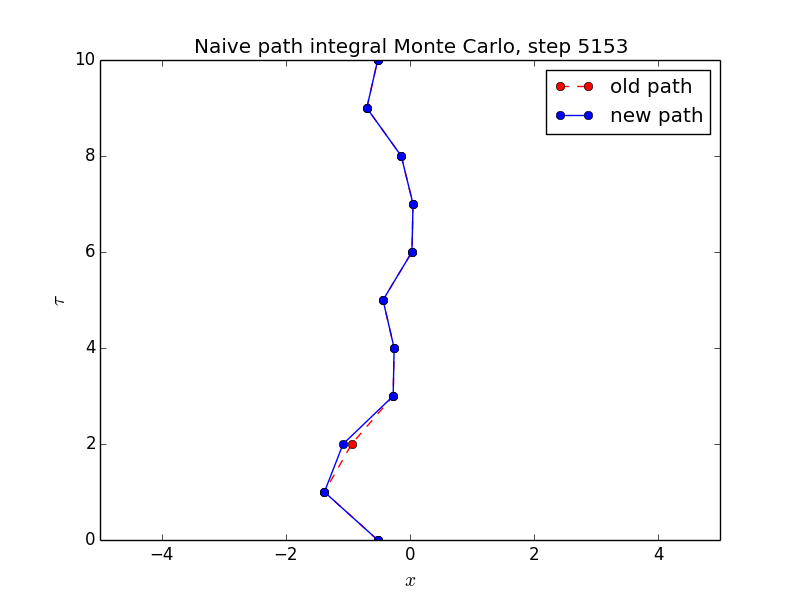 Naive path integral Monte Carlo, step 5153
old path
new path
10
8
6
4
2
0
τ
−4 −2 0 2 4
x